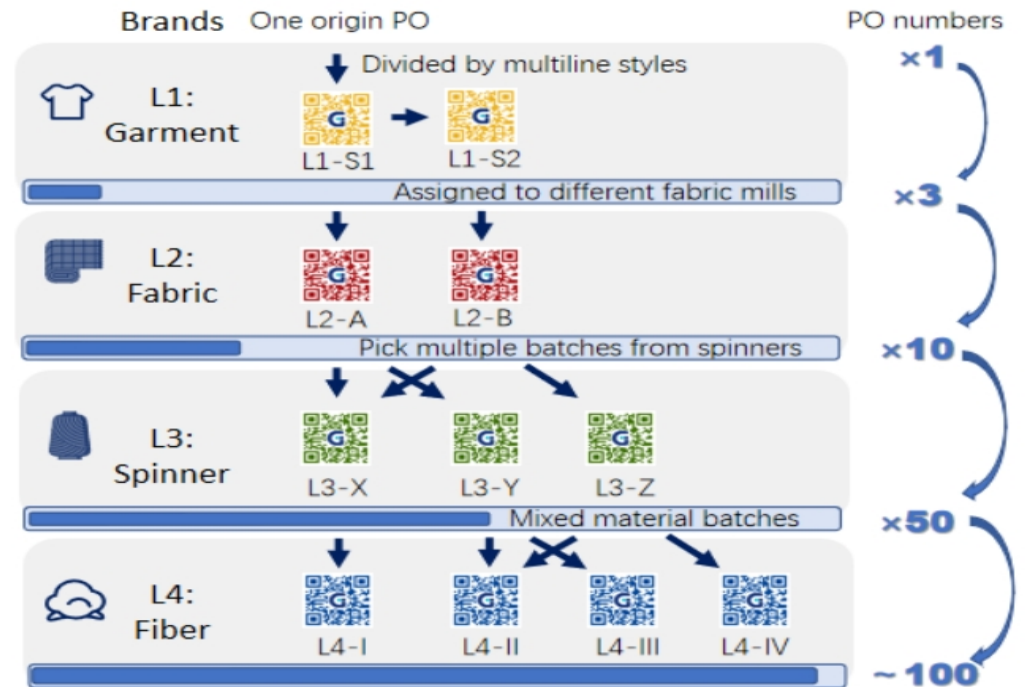 Brands One origin PO PO numbers
Divided by multiline styles
×1
L1:
Garment
G G
L1-S1 L1-S2
Assigned to different fabric mills
×3
L2:
Fabric
G G
L2-A L2-B
Pick multiple batches from spinners
×10
L3:
Spinner
G G G
L3-X L3-Y L3-Z
Mixed material batches
×50
L4:
Fiber
G G G G
L4-I L4-II L4-III L4-IV
~100